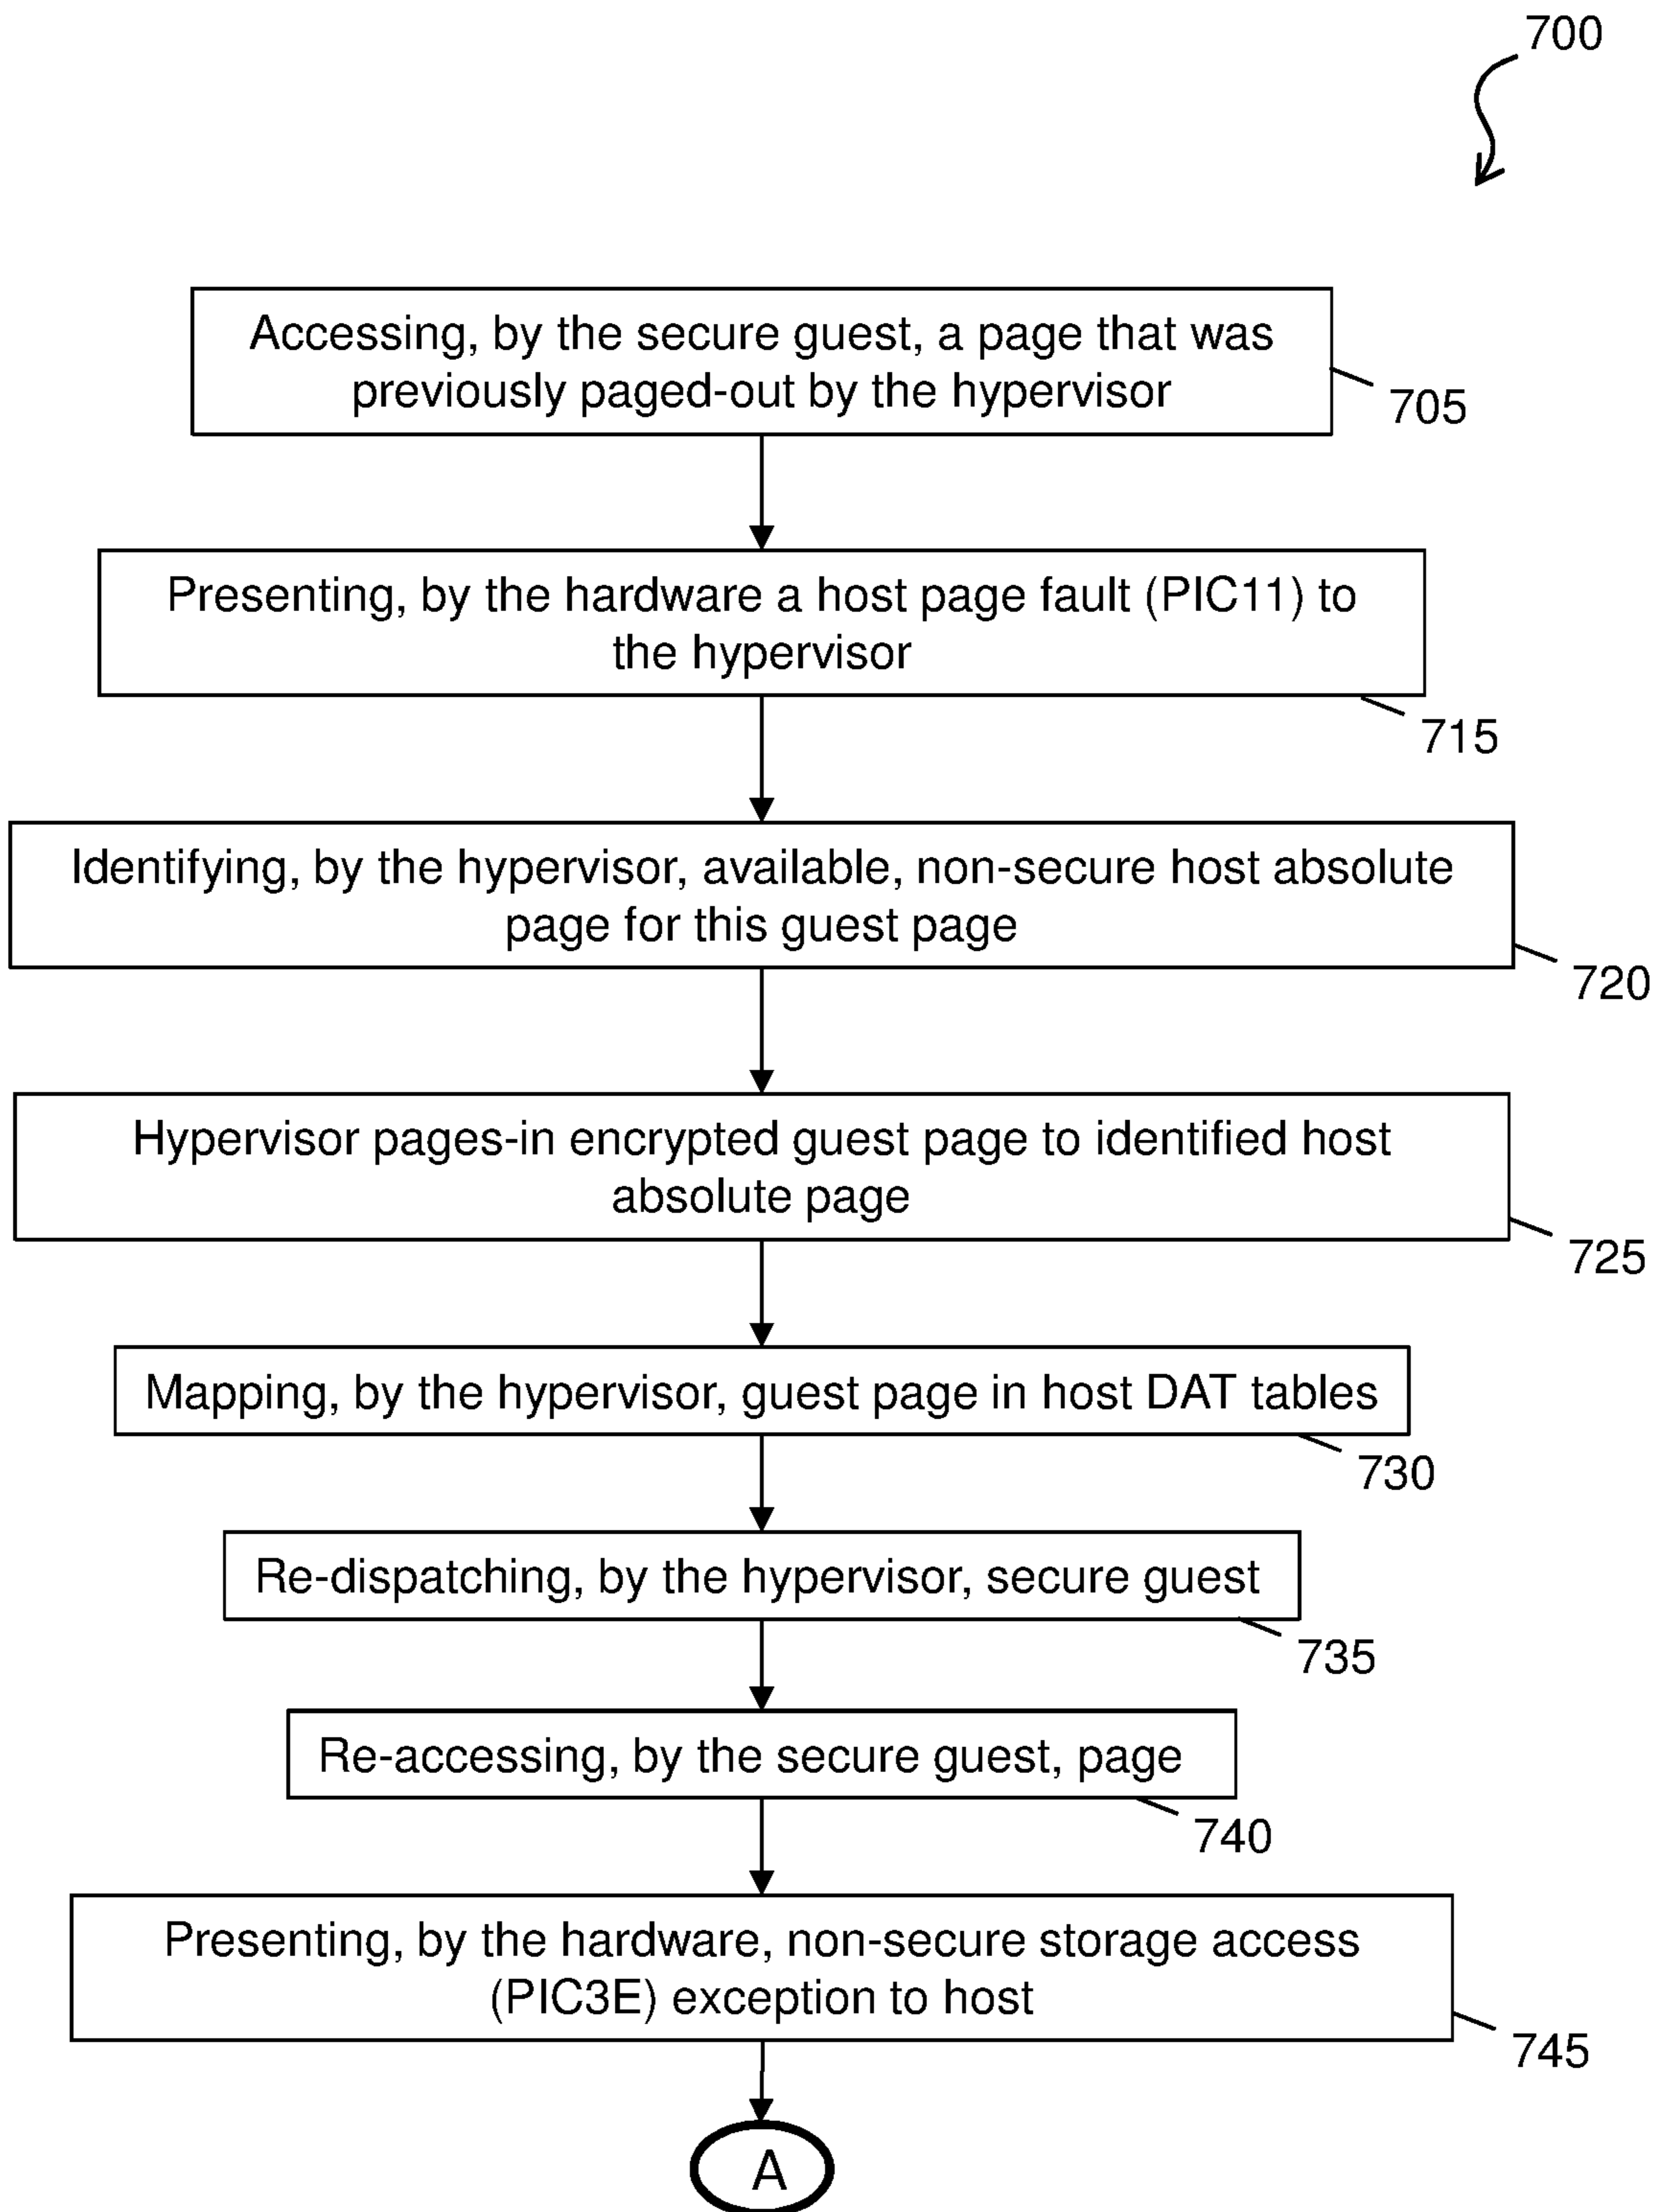 700
Accessing, by the secure guest, a page that was
previously paged-out by the hypervisor
705
Presenting, by the hardware a host page fault (PIC11) to
the hypervisor
715
Identifying, by the hypervisor, available, non-secure host absolute
page for this guest page
720
Hypervisor pages-in encrypted guest page to identified host
absolute page
725
Mapping, by the hypervisor, guest page in host DAT tables
730
Re-dispatching, by the hypervisor, secure guest
735
Re-accessing, by the secure guest, page
740
Presenting, by the hardware, non-secure storage access
(PIC3E) exception to host
745
A